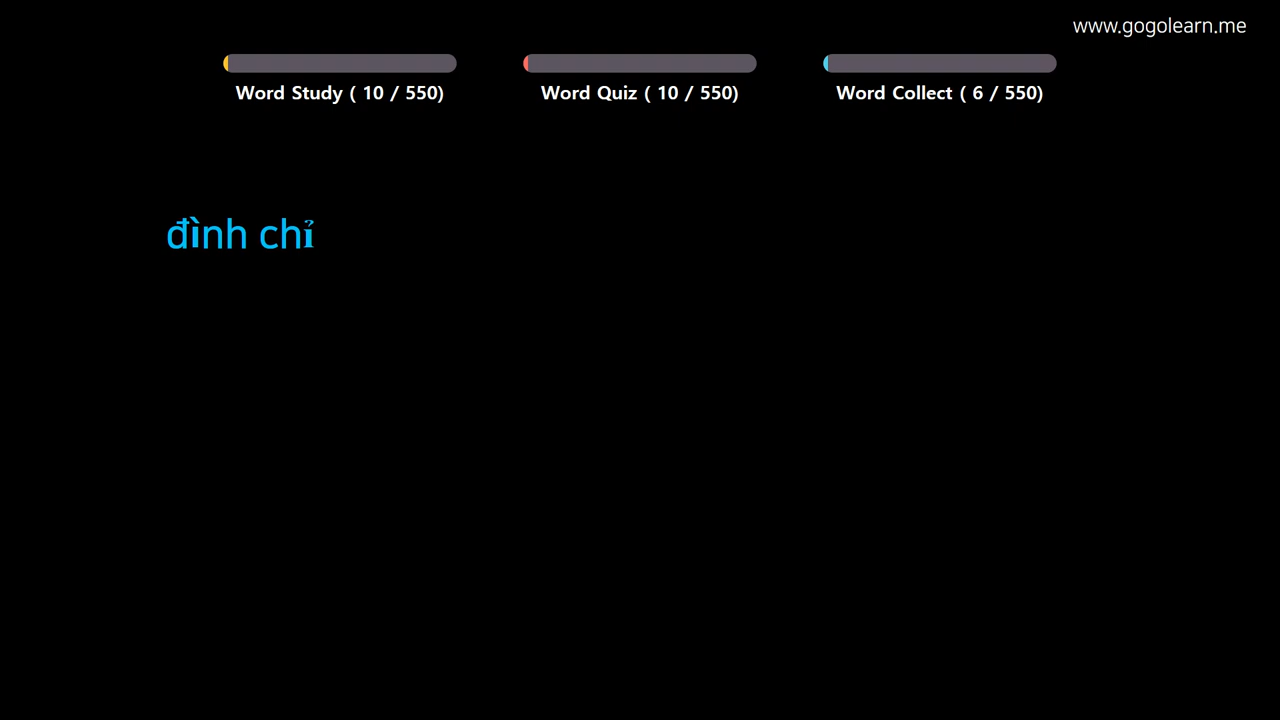 www.gogolearn.me
Word Study ( 10 / 550)
Word Quiz ( 10 / 550)
Word Collect ( 6 / 550)
đình chỉ